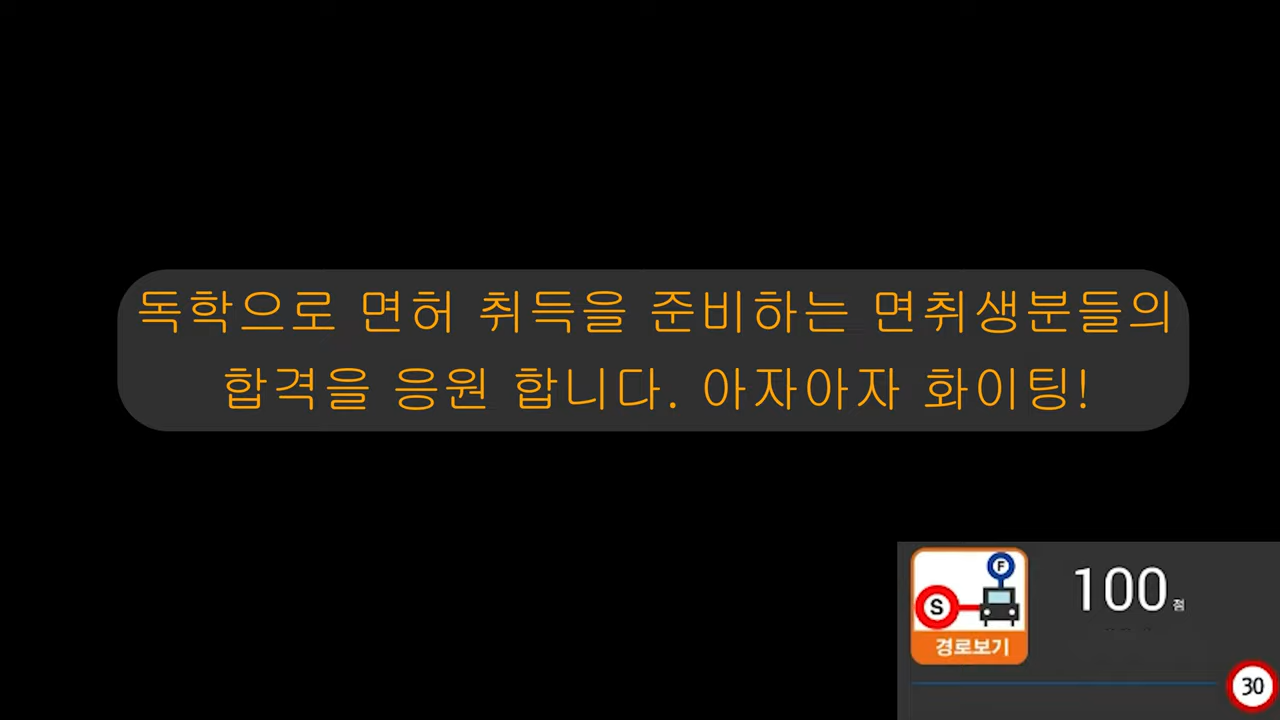 독학으로 면허 취득을 준비하는 면취생분들의
합격을 응원 합니다. 아자아자 화이팅!
F
S
경로보기
100점
30